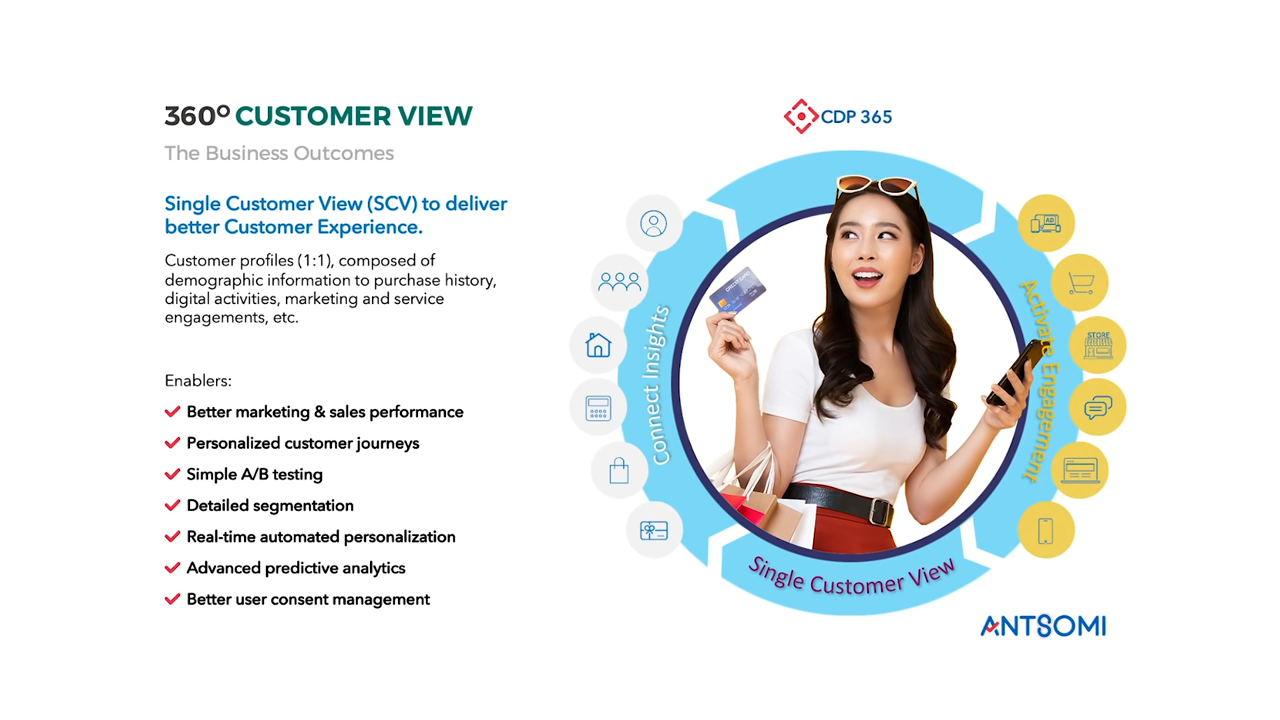 360º CUSTOMER VIEW
The Business Outcomes
Single Customer View (SCV) to deliver
better Customer Experience.
Customer profiles (1:1), composed of
demographic information to purchase history,
digital activities, marketing and service
engagements, etc.
Enablers:
Better marketing & sales performance
Personalized customer journeys
Simple A/B testing
Detailed segmentation
Real-time automated personalization
Advanced predictive analytics
Better user consent management
CDP 365
Connect Insights
CREDIT CARD
Activate Engagement
AD
STORE
Single Customer View
ANTSOMI